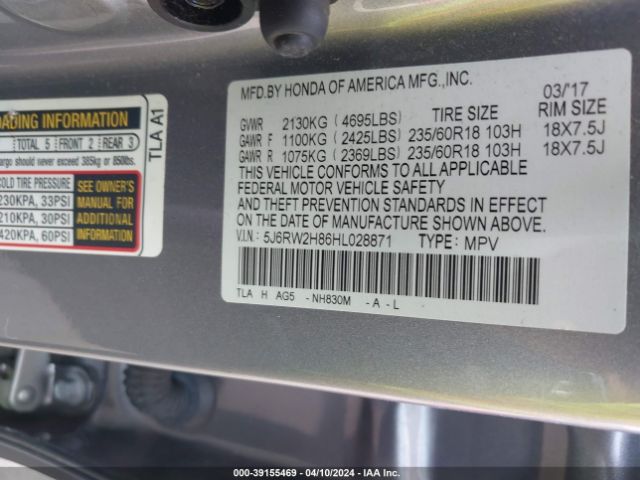 ADING INFORMATION
TOTAL 5 FRONT 2 REAR 3
argo should never exceed 385kg or 850lbs.
COLD TIRE PRESSURE
230KPA, 33PSI
210KPA, 30PSI
420KPA, 60PSI
SEE OWNER'S
MANUAL FOR
ADDITIONAL
INFORMATION
TLA A1
MFD.BY HONDA OF AMERICA MFG.,INC. 03/'17
GVWR 2130KG (4695LBS) TIRE SIZE RIM SIZE
GAWR F 1100KG (2425LBS) 235/60R18 103H 18X7.5J
GAWR R 1075KG (2369LBS) 235/60R18 103H 18X7.5J
THIS VEHICLE CONFORMS TO ALL APPLICABLE
FEDERAL MOTOR VEHICLE SAFETY
AND THEFT PREVENTION STANDARDS IN EFFECT
ON THE DATE OF MANUFACTURE SHOWN ABOVE.
V.I.N.: 5J6RW2H86HL028871 TYPE: MPV
TLA H AG5 -NH830M -A-L
© 39155469 - 04/10/2024 - IAA Inc.